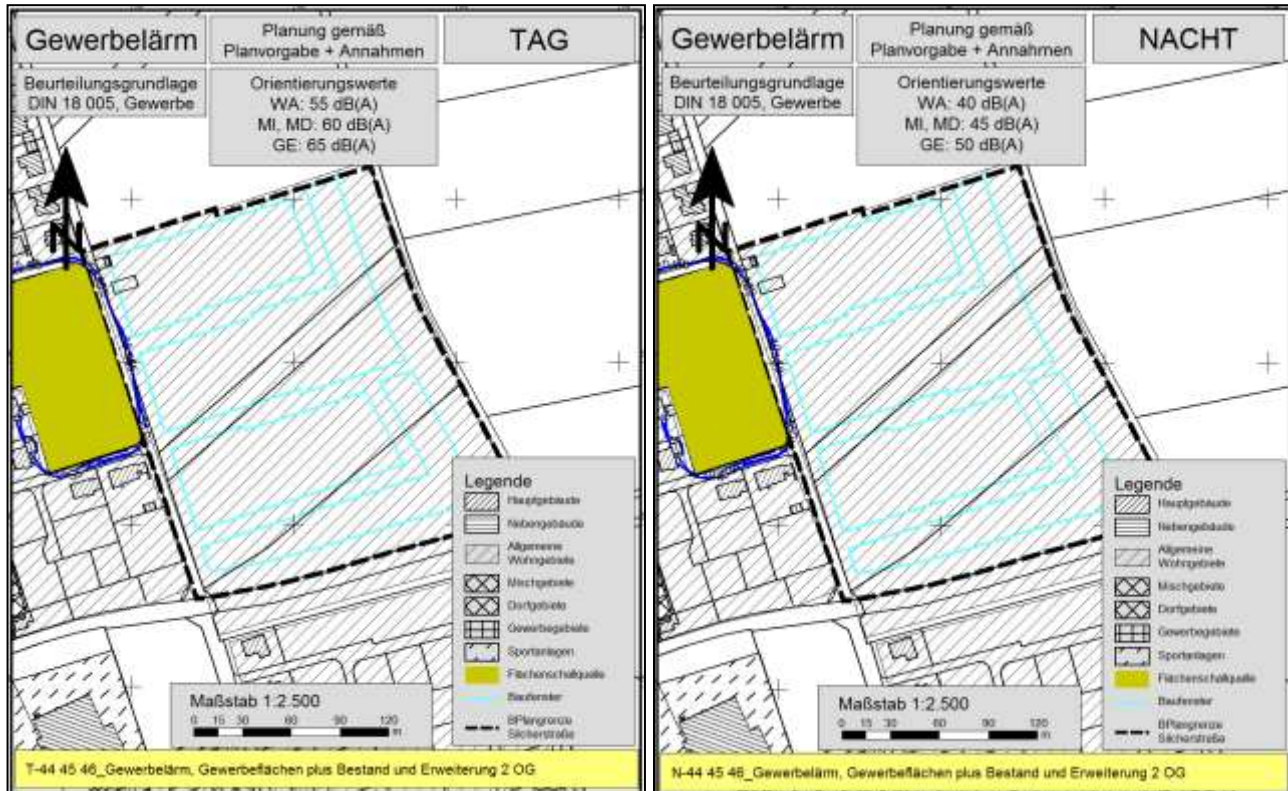 Gewerbelärm
Planung gemäß
Planvorgabe + Annahmen
TAG
Beurteilungsgrundlage
DIN 18 005, Gewerbe
Orientierungswerte
WA: 55 dB(A)
MI, MD: 60 dB(A)
GE: 65 dB(A)
N
Legende
Hauptgebäude
Nebengebäude
Allgemeine
Wohngebiete
Mischgebiete
Dorfgebiete
Gewerbegebiete
Sportanlagen
Flächenschallquelle
Baufenster
BPlangrenze
Silcherstraße
Maßstab 1:2.500
0 15 30 60 90 120
m
T-44 45 46_Gewerbelärm, Gewerbeflächen plus Bestand und Erweiterung 2 OG
Gewerbelärm
Planung gemäß
Planvorgabe + Annahmen
NACHT
Beurteilungsgrundlage
DIN 18 005, Gewerbe
Orientierungswerte
WA: 40 dB(A)
MI, MD: 45 dB(A)
GE: 50 dB(A)
N
Legende
Hauptgebäude
Nebengebäude
Allgemeine
Wohngebiete
Mischgebiete
Dorfgebiete
Gewerbegebiete
Sportanlagen
Flächenschallquelle
Baufenster
BPlangrenze
Silcherstraße
Maßstab 1:2.500
0 15 30 60 90 120
m
N-44 45 46_Gewerbelärm, Gewerbeflächen plus Bestand und Erweiterung 2 OG